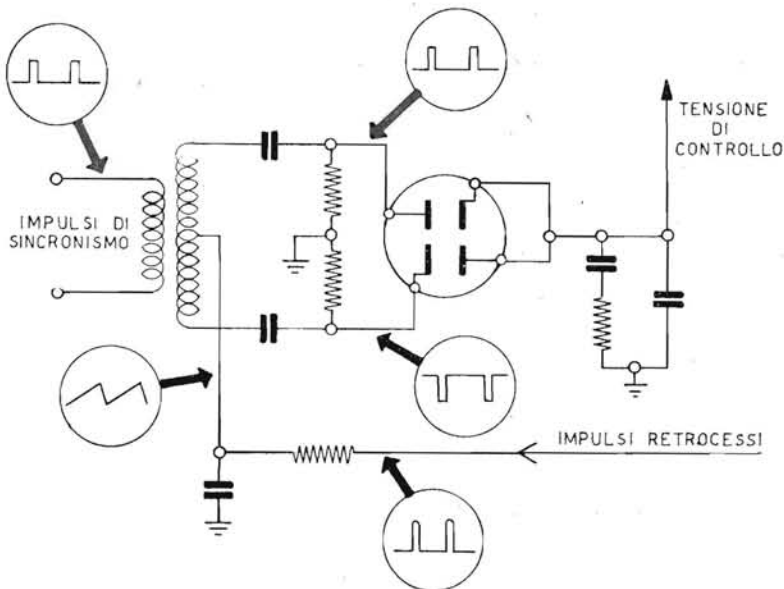 TENSIONE
DI
CONTROLLO
IMPULSI DI
SINCRONISMO
IMPULSI RETROCESSI